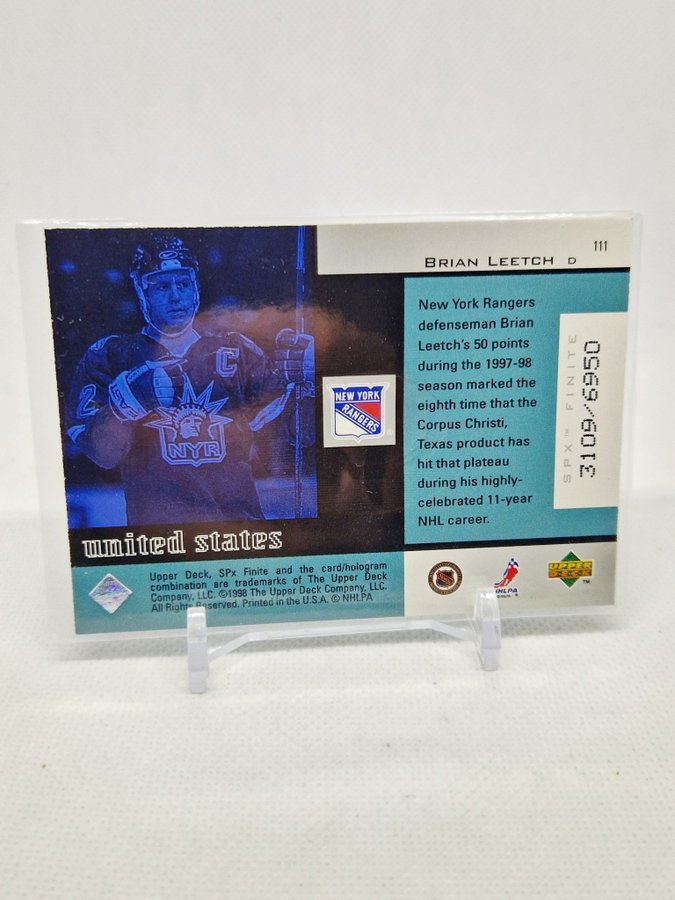 111
BRIAN LEETCH D
New York Rangers
defenseman Brian
Leetch's 50 points
during the 1997-98
season marked the
eighth time that the
Corpus Christi,
Texas product has
hit that plateau
during his highly-
celebrated 11-year
NHL career.
SPX™ FINITE
3109/6950
C
2
NYR
NEW YORK
RANGERS
united states
Upper Deck, SPx Finite and the card/hologram
combination are trademarks of The Upper Deck
Company, LLC. ©1998 The Upper Deck Company, LLC.
All Rights Reserved. Printed in the U.S.A. © NHLPA
NHLPA
UPPER
DECK
™